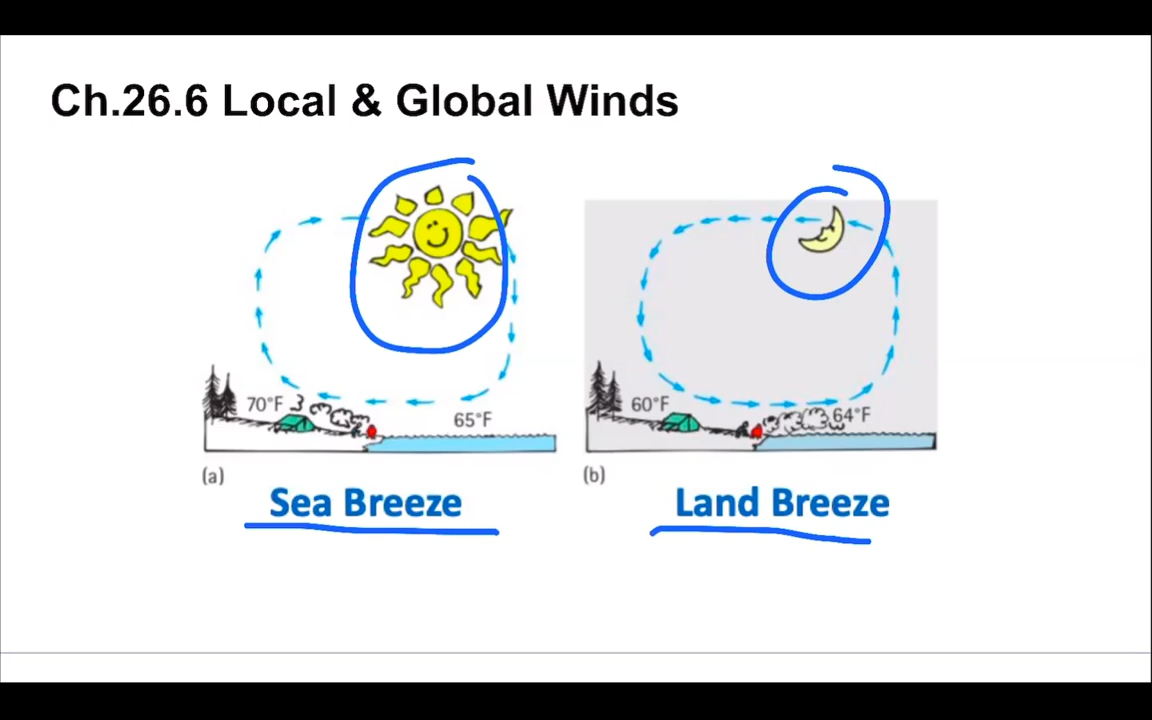 Ch.26.6 Local & Global Winds
70°F
65°F
(a)
Sea Breeze
60°F
64°F
(b)
Land Breeze